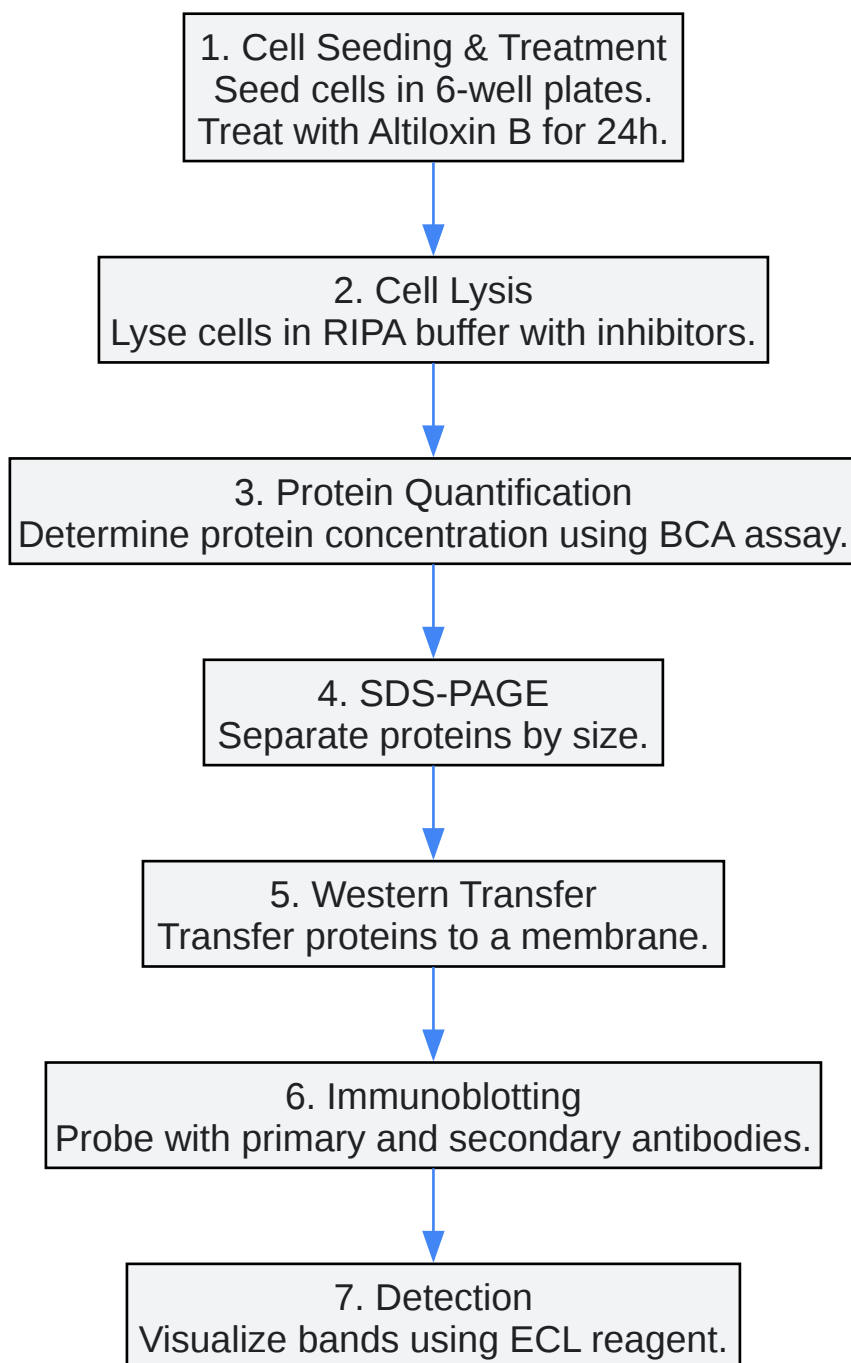 1. Cell Seeding & Treatment
Seed cells in 6-well plates.
Treat with Altiloxin B for 24h.
2. Cell Lysis
Lyse cells in RIPA buffer with inhibitors.
3. Protein Quantification
Determine protein concentration using BCA assay.
4. SDS-PAGE
Separate proteins by size.
5. Western Transfer
Transfer proteins to a membrane.
6. Immunoblotting
Probe with primary and secondary antibodies.
7. Detection
Visualize bands using ECL reagent.